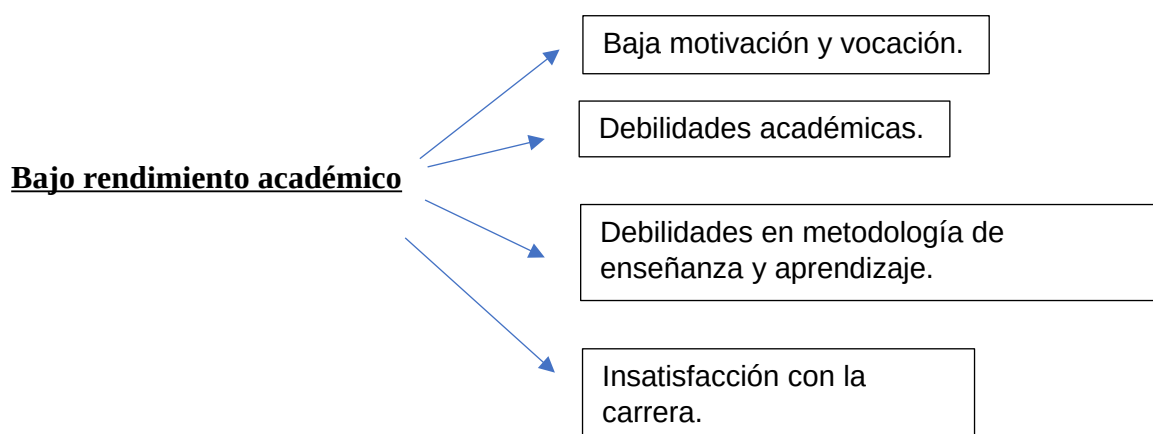 Baja motivación y vocación.
Debilidades académicas.
Bajo rendimiento académico
Debilidades en metodología de
enseñanza y aprendizaje.
Insatisfacción con la
carrera.